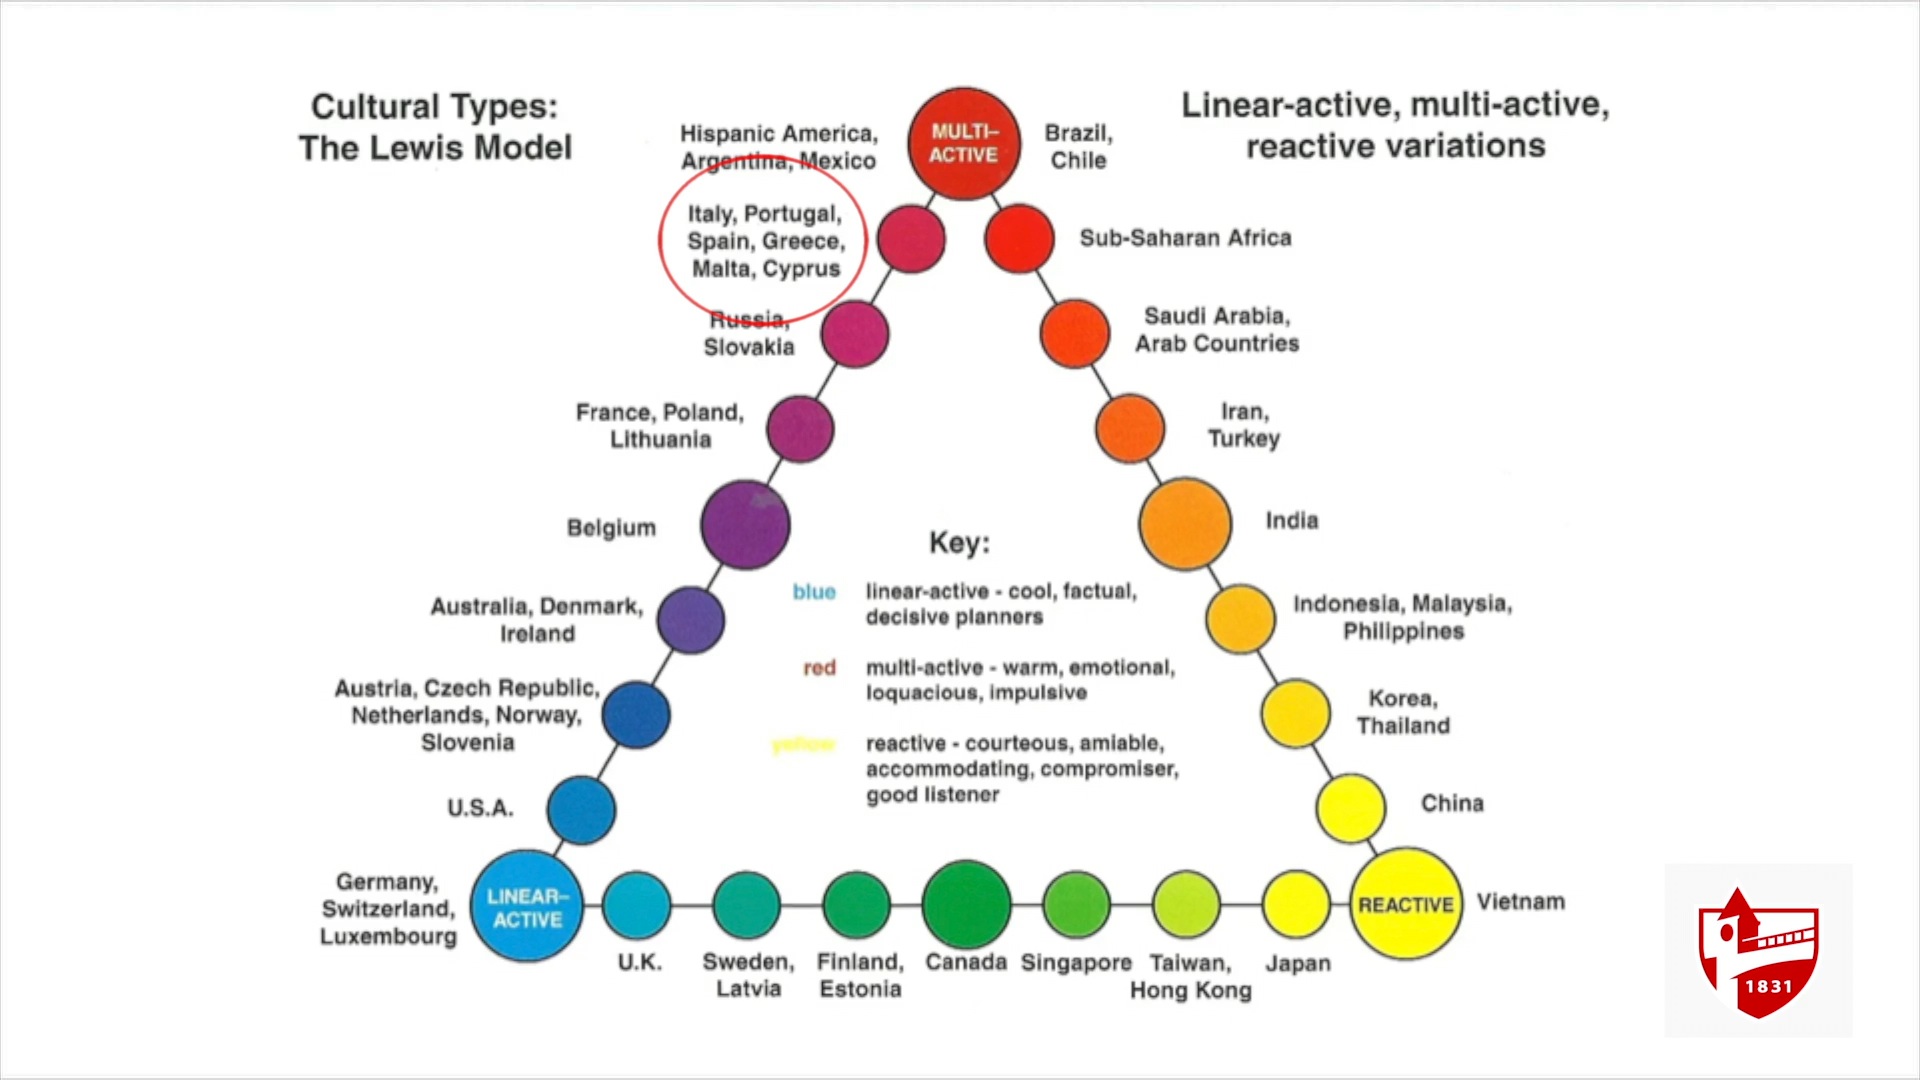 Cultural Types:
The Lewis Model
Linear-active, multi-active,
reactive variations
MULTI–
ACTIVE
Hispanic America,
Argentina, Mexico
Brazil,
Chile
Italy, Portugal,
Spain, Greece,
Malta, Cyprus
Sub-Saharan Africa
Russia,
Slovakia
Saudi Arabia,
Arab Countries
France, Poland,
Lithuania
Iran,
Turkey
Belgium
India
Key:
blue linear-active - cool, factual,
decisive planners
red multi-active - warm, emotional,
loquacious, impulsive
yellow reactive - courteous, amiable,
accommodating, compromiser,
good listener
Australia, Denmark,
Ireland
Indonesia, Malaysia,
Philippines
Austria, Czech Republic,
Netherlands, Norway,
Slovenia
Korea,
Thailand
U.S.A.
China
Germany,
Switzerland,
Luxembourg
LINEAR–
ACTIVE
REACTIVE
Vietnam
U.K.
Sweden,
Latvia
Finland,
Estonia
Canada
Singapore
Taiwan,
Hong Kong
Japan
1831